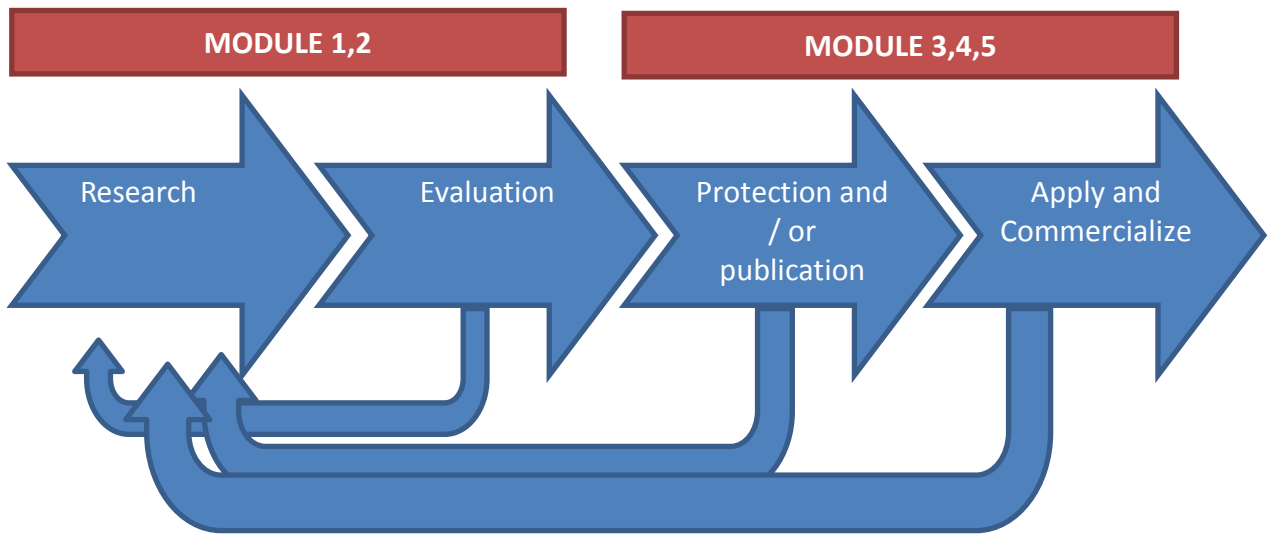 MODULE 1,2
MODULE 3,4,5
Research
Evaluation
Protection and
/ or
publication
Apply and
Commercialize